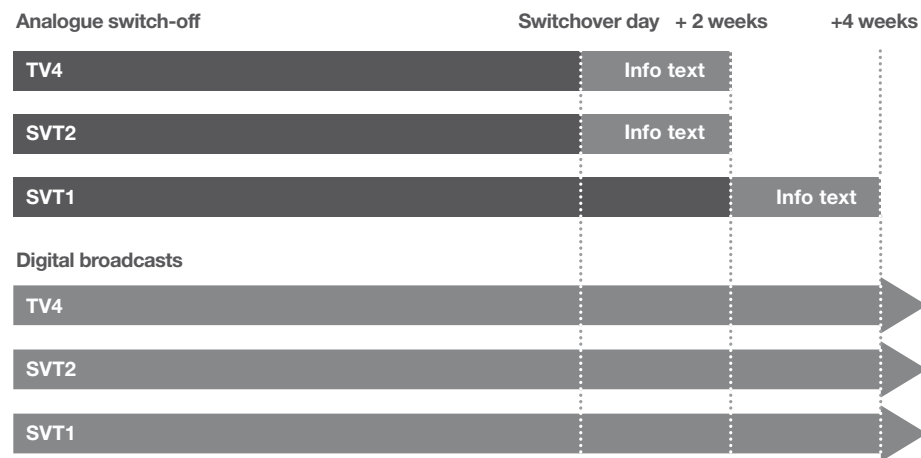 Analogue switch-off Switchover day + 2 weeks +4 weeks
TV4 Info text
SVT2 Info text
SVT1 Info text
Digital broadcasts
TV4
SVT2
SVT1